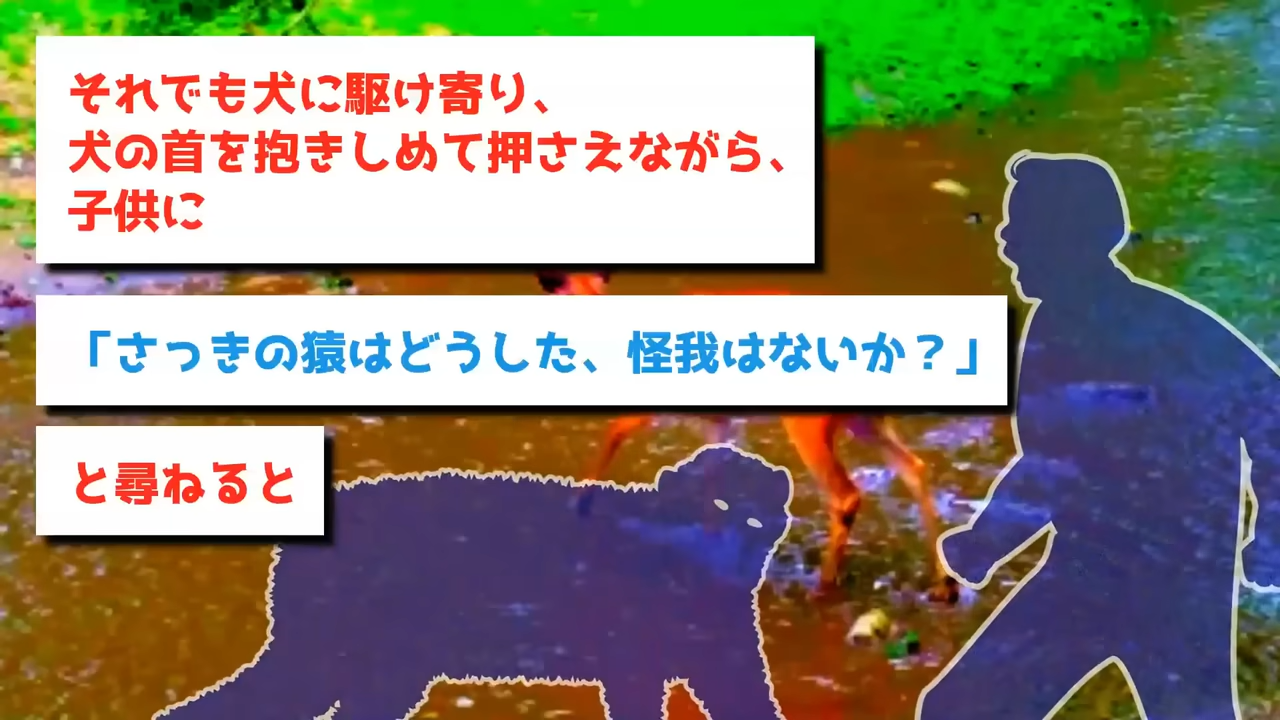 それでも犬に駆け寄り、
犬の首を抱きしめて押さえながら、
子供に
「さっきの猿はどうした、怪我はないか？」
と尋ねると